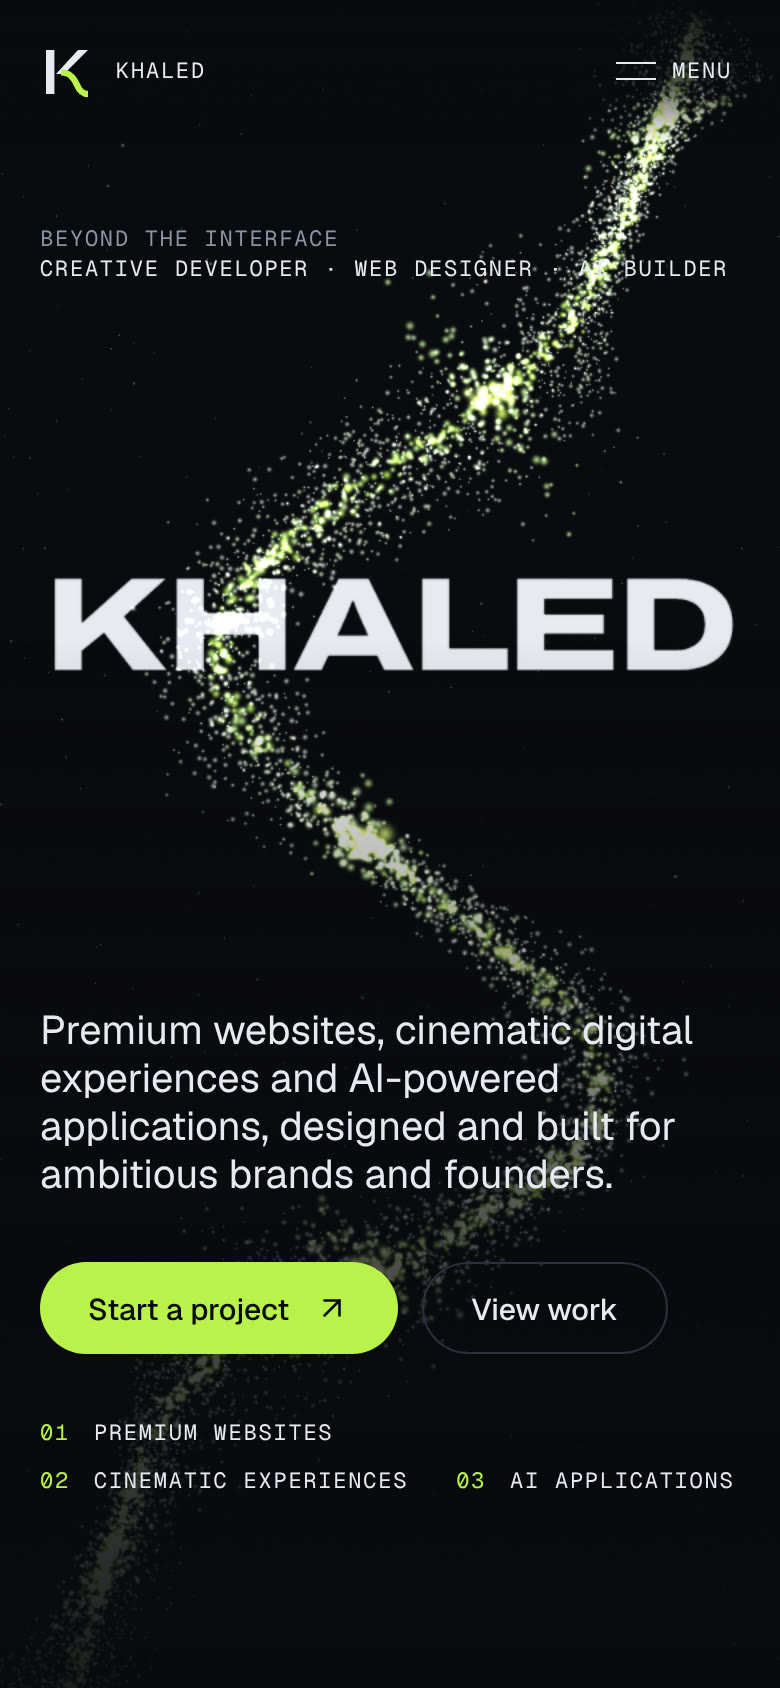 KHALED
MENU
BEYOND THE INTERFACE
CREATIVE DEVELOPER · WEB DESIGNER · AI BUILDER
KHALED
Premium websites, cinematic digital
experiences and AI-powered
applications, designed and built for
ambitious brands and founders.
Start a project
View work
01 PREMIUM WEBSITES
02 CINEMATIC EXPERIENCES 03 AI APPLICATIONS